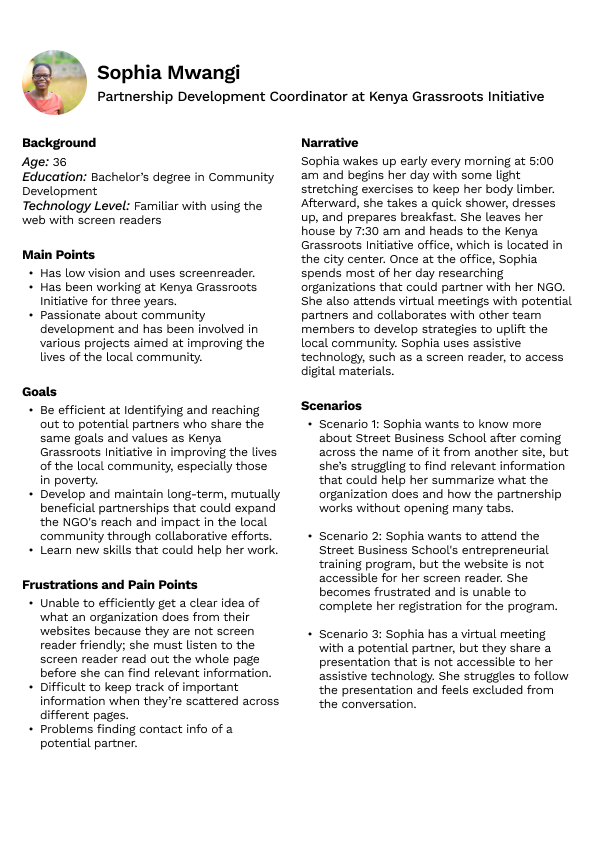 Sophia Mwangi
Partnership Development Coordinator at Kenya Grassroots Initiative
Background
Age: 36
Education: Bachelor’s degree in Community
Development
Technology Level: Familiar with using the
web with screen readers
Main Points
• Has low vision and uses screenreader.
• Has been working at Kenya Grassroots
Initiative for three years.
• Passionate about community
development and has been involved in
various projects aimed at improving the
lives of the local community.
Goals
• Be efficient at Identifying and reaching
out to potential partners who share the
same goals and values as Kenya
Grassroots Initiative in improving the lives
of the local community, especially those
in poverty.
• Develop and maintain long-term, mutually
beneficial partnerships that could expand
the NGO's reach and impact in the local
community through collaborative efforts.
• Learn new skills that could help her work.
Frustrations and Pain Points
• Unable to efficiently get a clear idea of
what an organization does from their
websites because they are not screen
reader friendly; she must listen to the
screen reader read out the whole page
before she can find relevant information.
• Difficult to keep track of important
information when they’re scattered across
different pages.
• Problems finding contact info of a
potential partner.
Narrative
Sophia wakes up early every morning at 5:00
am and begins her day with some light
stretching exercises to keep her body limber.
Afterward, she takes a quick shower, dresses
up, and prepares breakfast. She leaves her
house by 7:30 am and heads to the Kenya
Grassroots Initiative office, which is located in
the city center. Once at the office, Sophia
spends most of her day researching
organizations that could partner with her NGO.
She also attends virtual meetings with potential
partners and collaborates with other team
members to develop strategies to uplift the
local community. Sophia uses assistive
technology, such as a screen reader, to access
digital materials.
Scenarios
• Scenario 1: Sophia wants to know more
about Street Business School after coming
across the name of it from another site, but
she’s struggling to find relevant information
that could help her summarize what the
organization does and how the partnership
works without opening many tabs.
• Scenario 2: Sophia wants to attend the
Street Business School's entrepreneurial
training program, but the website is not
accessible for her screen reader. She
becomes frustrated and is unable to
complete her registration for the program.
• Scenario 3: Sophia has a virtual meeting
with a potential partner, but they share a
presentation that is not accessible to her
assistive technology. She struggles to follow
the presentation and feels excluded from
the conversation.